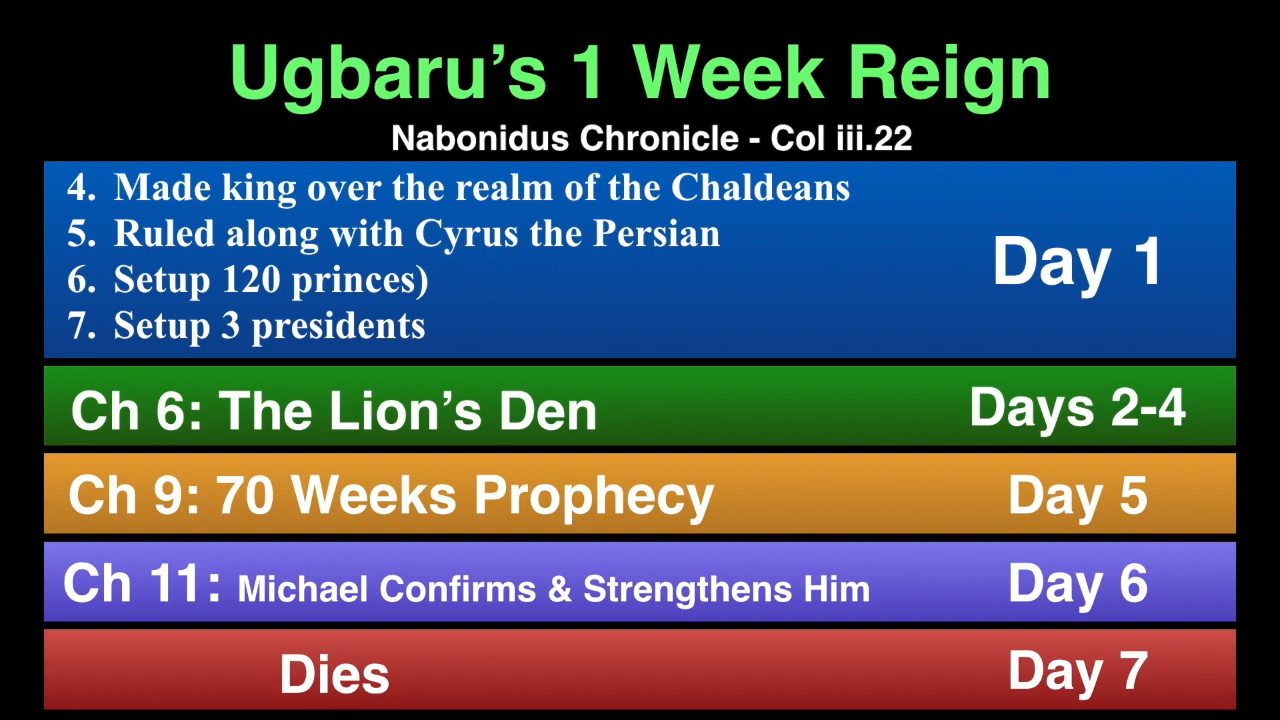 Ugbaru’s 1 Week Reign
Nabonidus Chronicle - Col iii.22
4. Made king over the realm of the Chaldeans
5. Ruled along with Cyrus the Persian
6. Setup 120 princes)
7. Setup 3 presidents
Day 1
Ch 6: The Lion’s Den Days 2-4
Ch 9: 70 Weeks Prophecy Day 5
Ch 11: Michael Confirms & Strengthens Him Day 6
Dies Day 7